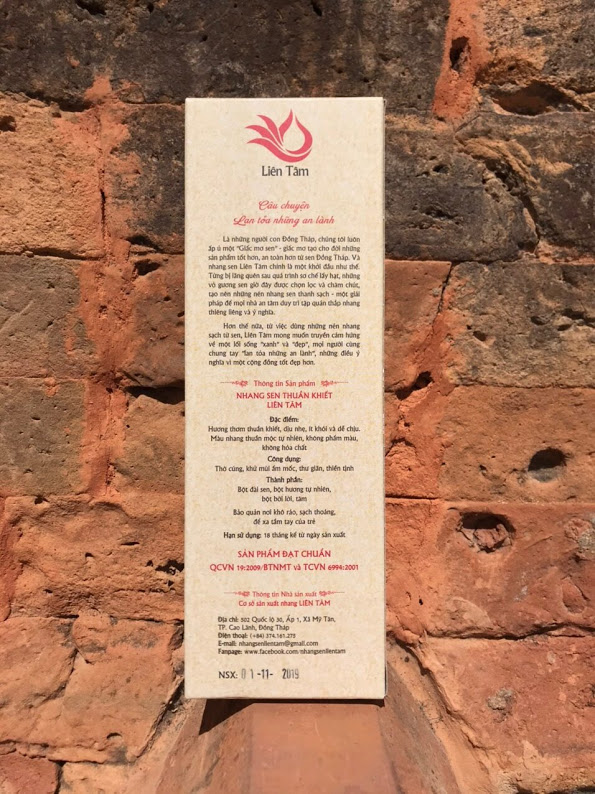 Liên Tâm
Câu chuyện
Lan tỏa những an lành
Là những người con Đồng Tháp, chúng tôi luôn
ấp ủ một "Giấc mơ sen" - giấc mơ tạo cho đời những
sản phẩm tốt hơn, an toàn hơn từ sen Đồng Tháp. Và
nhang sen Liên Tâm chính là một khởi đầu như thế.
Từng bị lãng quên sau quá trình sơ chế lấy hạt, những
vỏ gương sen giờ đây được chọn lọc và chăm chút,
tạo nên những nén nhang sen thanh sạch - một giải
pháp để mọi nhà an tâm duy trì tập quán thắp nhang
thiêng liêng và ý nghĩa.
Hơn thế nữa, từ việc dùng những nén nhang
sạch từ sen, Liên Tâm mong muốn truyền cảm hứng
về một lối sống "xanh" và "đẹp", mọi người cùng
chung tay "lan tỏa những an lành", những điều ý
nghĩa vì một cộng đồng tốt đẹp hơn.
Thông tin Sản phẩm
NHANG SEN THUẦN KHIẾT
LIÊN TÂM
Đặc điểm:
Hương thơm thuần khiết, dịu nhẹ, ít khói và dễ chịu.
Màu nhang thuần mộc tự nhiên, không phẩm màu,
không hóa chất
Công dụng:
Thờ cúng, khử mùi ẩm mốc, thư giãn, thiền tịnh
Thành phần:
Bột đài sen, bột hương tự nhiên,
bột bời lời, tăm
Bảo quản nơi khô ráo, sạch thoáng,
để xa tầm tay của trẻ
Hạn sử dụng: 18 tháng kể từ ngày sản xuất
SẢN PHẨM ĐẠT CHUẨN
QCVN 19:2009/BTNMT và TCVN 6994:2001
Thông tin Nhà sản xuất
Cơ sở sản xuất nhang LIÊN TÂM
Địa chỉ: 502 Quốc lộ 30, Ấp 1, Xã Mỹ Tân,
TP. Cao Lãnh, Đồng Tháp
Điện thoại: (+84) 374.161.273
E-mail: nhangsenlientam@gmail.com
Fanpage: www.facebook.com/nhangsenlientam
NSX: 01-11- 2019